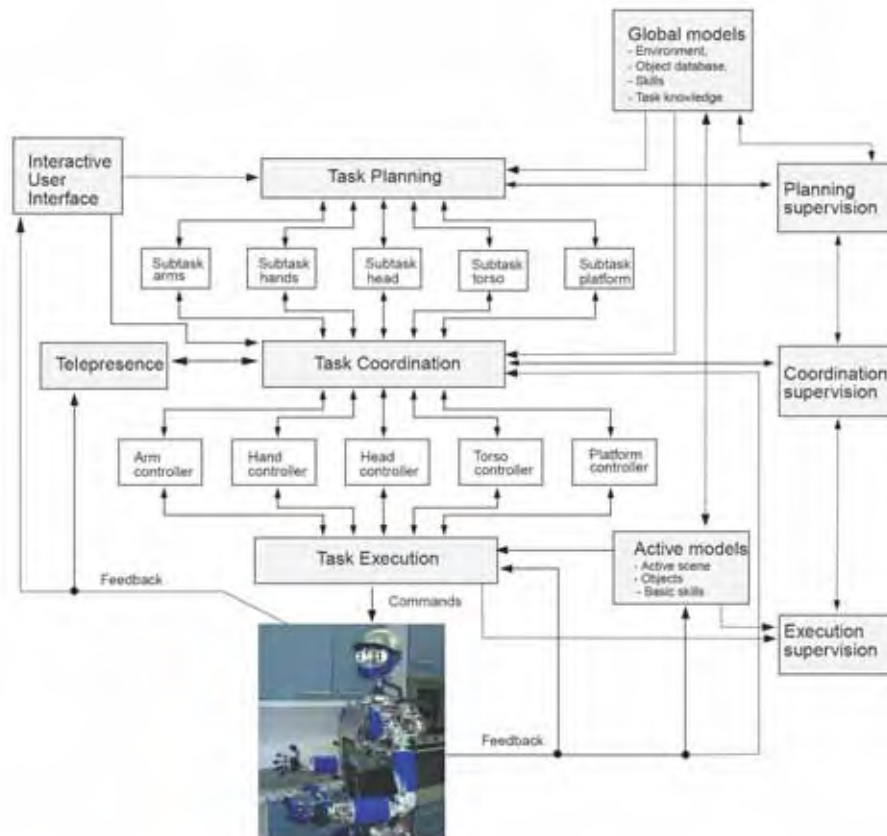 Global models
- Environment,
- Object database,
- Skills
- Task knowledge
Interactive
User
Interface
Task Planning
Planning
supervision
Subtask
arms
Subtask
hands
Subtask
head
Subtask
torso
Subtask
platform
Telepresence
Task Coordination
Coordination
supervision
Arm
controller
Hand
controller
Head
controller
Torso
controller
Platform
controller
Task Execution
Active models
- Active scene
- Objects
- Basic skills
Feedback
Commands
Execution
supervision
Feedback